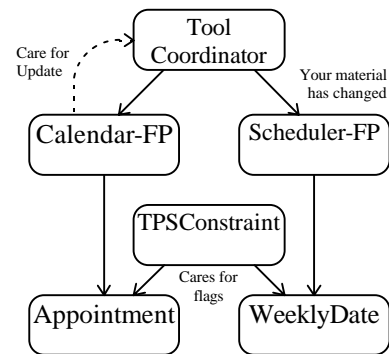 Tool
Coordinator
Care for
Update
Your material
has changed
Calendar-FP
Scheduler-FP
TPSConstraint
Cares for
flags
Appointment
WeeklyDate